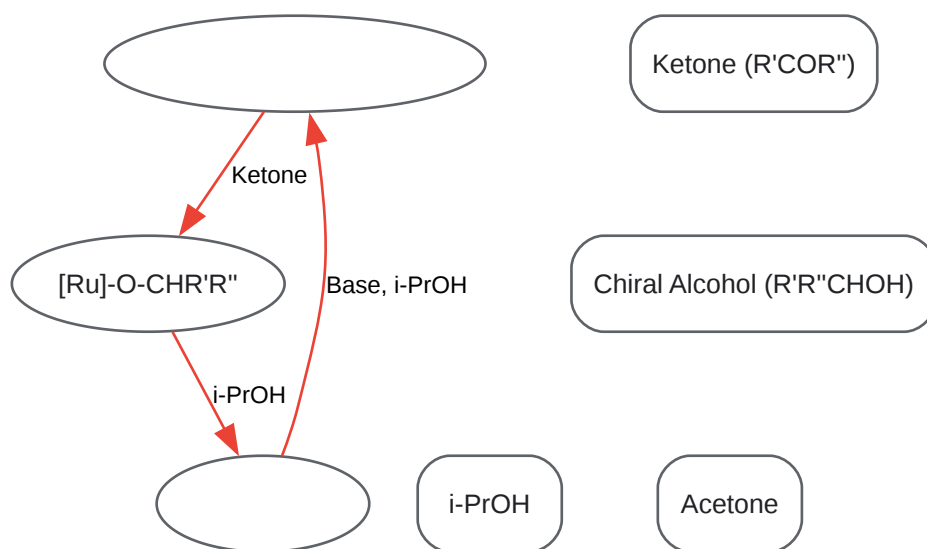 Ketone (R'COR")
Ketone
[Ru]-O-CHR'R"
Base, i-PrOH
Chiral Alcohol (R'R"CHOH)
i-PrOH
i-PrOH
Acetone